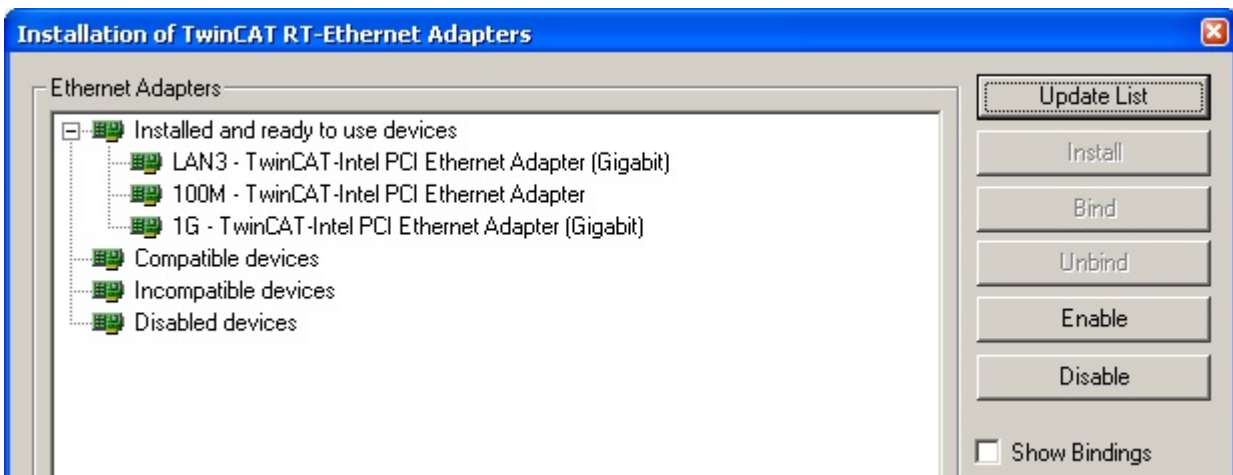 Installation of TwinCAT RT-Ethernet Adapters
Ethernet Adapters
Installed and ready to use devices
LAN3 - TwinCAT-Intel PCI Ethernet Adapter (Gigabit)
100M - TwinCAT-Intel PCI Ethernet Adapter
1G - TwinCAT-Intel PCI Ethernet Adapter (Gigabit)
Compatible devices
Incompatible devices
Disabled devices
Update List
Install
Bind
Unbind
Enable
Disable
Show Bindings